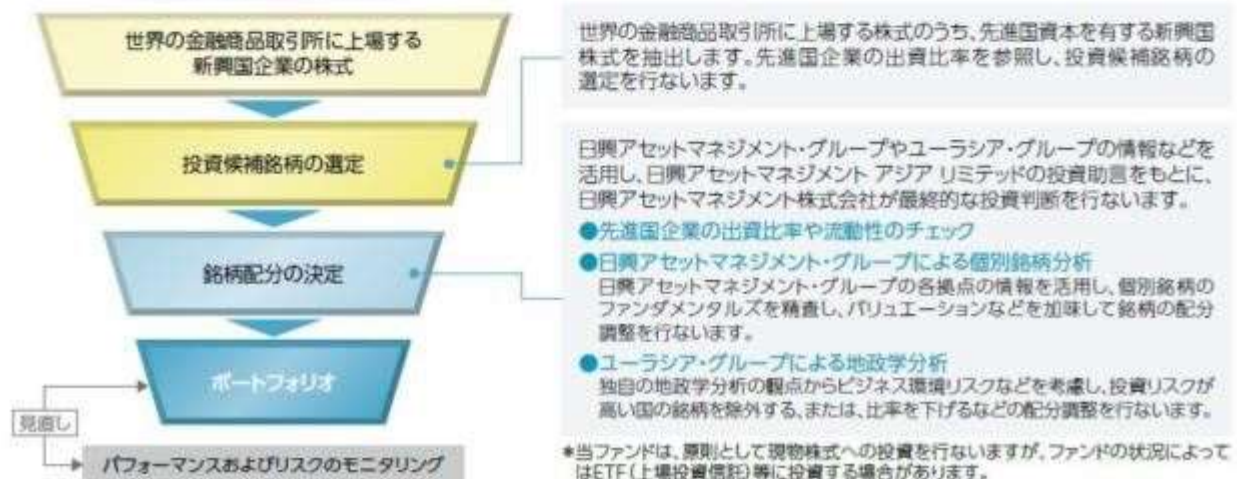 世界の金融商品取引所に上場する
新興国企業の株式
投資候補銘柄の選定
銘柄配分の決定
ポートフォリオ
見直し
パフォーマンスおよびリスクのモニタリング
世界の金融商品取引所に上場する株式のうち、先進国資本を有する新興国
株式を抽出します。先進国企業の出資比率を参照し、投資候補銘柄の
選定を行ないます。
日興アセットマネジメント・グループやユーラシア・グループの情報などを
活用し、日興アセットマネジメント アジア リミテッドの投資助言をもとに、
日興アセットマネジメント株式会社が最終的な投資判断を行ないます。
●先進国企業の出資比率や流動性のチェック
●日興アセットマネジメント・グループによる個別銘柄分析
日興アセットマネジメント・グループの各拠点の情報を活用し、個別銘柄の
ファンダメンタルズを精査し、バリュエーションなどを加味して銘柄の配分
調整を行ないます。
●ユーラシア・グループによる地政学分析
独自の地政学分析の観点からビジネス環境リスクなどを考慮し、投資リスクが
高い国の銘柄を除外する、または、比率を下げるなどの配分調整を行ないます。
*当ファンドは、原則として現物株式への投資を行ないますが、ファンドの状況によって
はETF(上場投資信託)等に投資する場合があります。